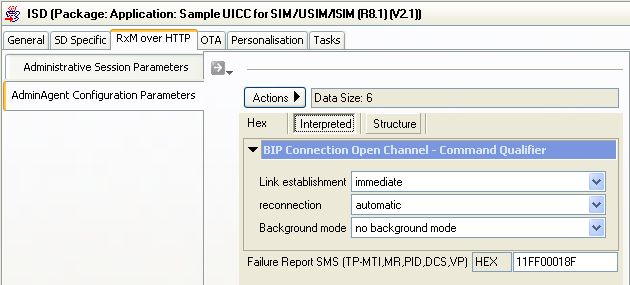 ISD (Package: Application: Sample UICC for SIM/USIM/ISIM (R8.1) (V2.1))
General SD Specific RxM over HTTP OTA Personalisation Tasks
Administrative Session Parameters
AdminAgent Configuration Parameters
Actions Data Size: 6
Hex Interpreted Structure
BIP Connection Open Channel - Command Qualifier
Link establishment immediate
reconnection automatic
Background mode no background mode
Failure Report SMS (TP-MTI,MR,PID,DCS,VP) HEX 11FF00018F